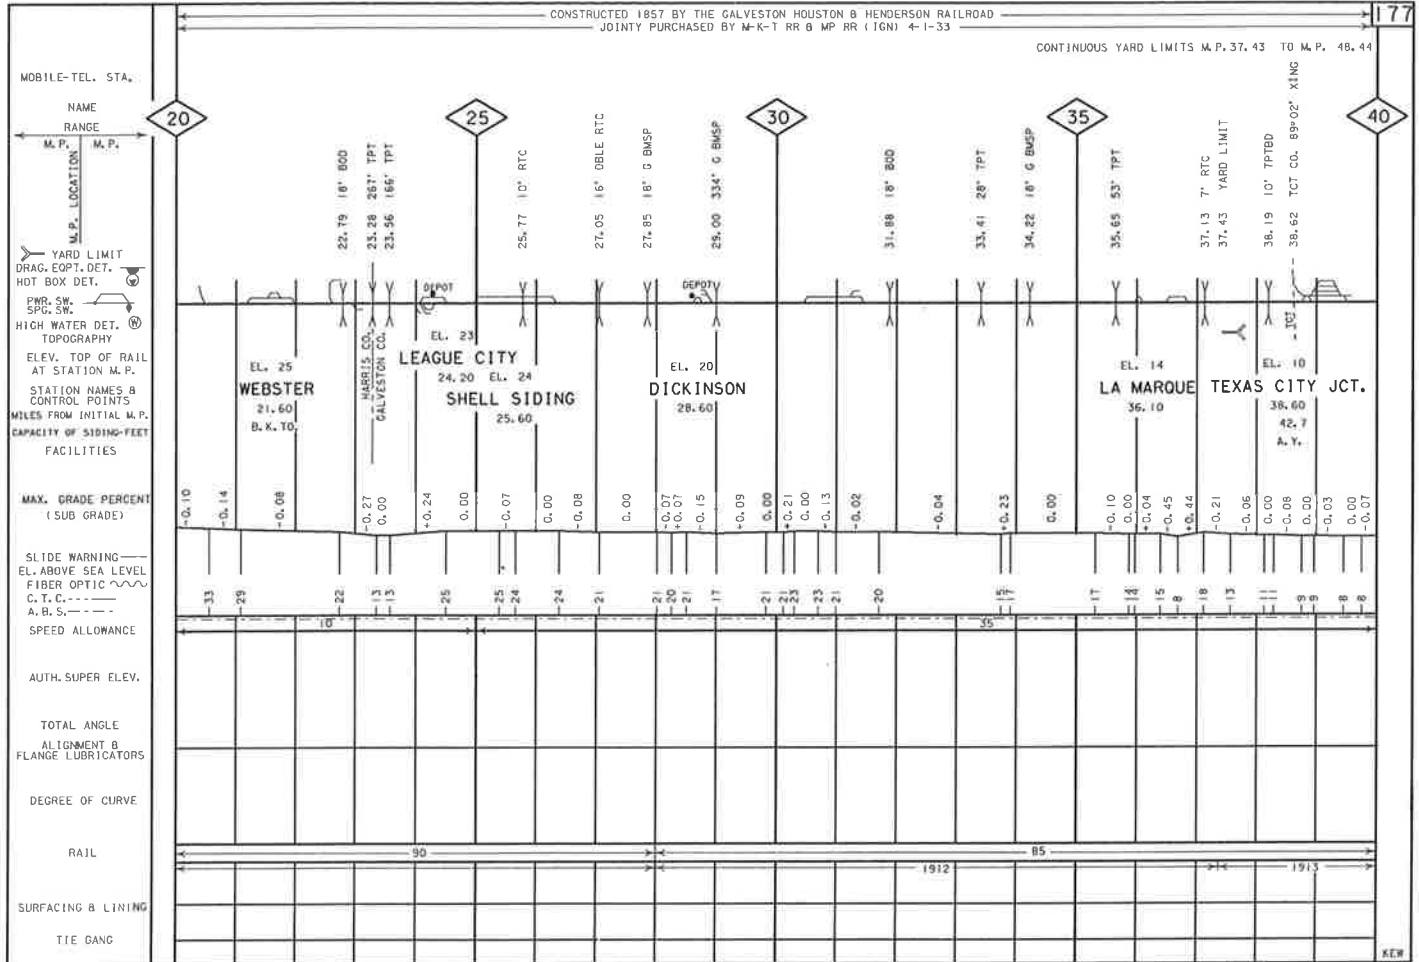 CONSTRUCTED 1857 BY THE GALVESTON HOUSTON & HENDERSON RAILROAD
177
JOINTY PURCHASED BY M-K-T RR & MP RR (IGN) 4-1-33
CONTINUOUS YARD LIMITS M.P. 37.43 TO M.P. 48.44
MOBILE-TEL. STA.
NAME
RANGE
M.P. M.P.
M.P. LOCATION
20
25
30
35
40
22.79 18' BOD
23.28 267' TPT
23.56 166' TPT
25.77 10' RTC
27.05 16' DBLE RTC
27.85 18' G BMSP
29.00 334' G BMSP
31.88 18' BOD
33.41 28' TPT
34.22 18' G BMSP
35.65 53' TPT
37.13 7' RTC
37.43 YARD LIMIT
38.19 10' TPTBD
38.62 TCT CO. 89°02' XING
YARD LIMIT
DRAG. EQPT. DET.
HOT BOX DET.
PWR. SW.
SPG. SW.
HIGH WATER DET. W
TOPOGRAPHY
DEPOT
DEPOT
HARRIS CO.
GALVESTON CO.
TCT
ELEV. TOP OF RAIL
AT STATION M.P.
STATION NAMES &
CONTROL POINTS
MILES FROM INITIAL M.P.
CAPACITY OF SIDING-FEET
FACILITIES
EL. 25
WEBSTER
21.60
B.K.TO.
EL. 23
LEAGUE CITY
24.20
EL. 24
SHELL SIDING
25.60
EL. 20
DICKINSON
28.60
EL. 14
LA MARQUE
36.10
EL. 10
TEXAS CITY JCT.
38.60
42.7
A.Y.
MAX. GRADE PERCENT
(SUB GRADE)
-0.10 -0.14 -0.08 -0.27 0.00 +0.24 0.00 -0.07 0.00 -0.08 0.00 -0.07 +0.07 -0.15 +0.09 0.00 +0.21 0.00 -0.13 -0.02 -0.04 +0.23 0.00 -0.10 0.00 +0.04 -0.45 +0.44 -0.21 -0.06 0.00 -0.08 0.00 -0.03 0.00 -0.07
SLIDE WARNING
EL. ABOVE SEA LEVEL
FIBER OPTIC
C.T.C.
A.B.S.
33 29 22 13 13 25 25 24 24 21 21 20 21 17 21 21 23 23 21 20 15 17 17 14 15 8 18 13 11 11 9 9 8 8
SPEED ALLOWANCE
10
35
AUTH. SUPER ELEV.
TOTAL ANGLE
ALIGNMENT &
FLANGE LUBRICATORS
DEGREE OF CURVE
RAIL
90
85
1912
1913
SURFACING & LINING
TIE GANG
KEW